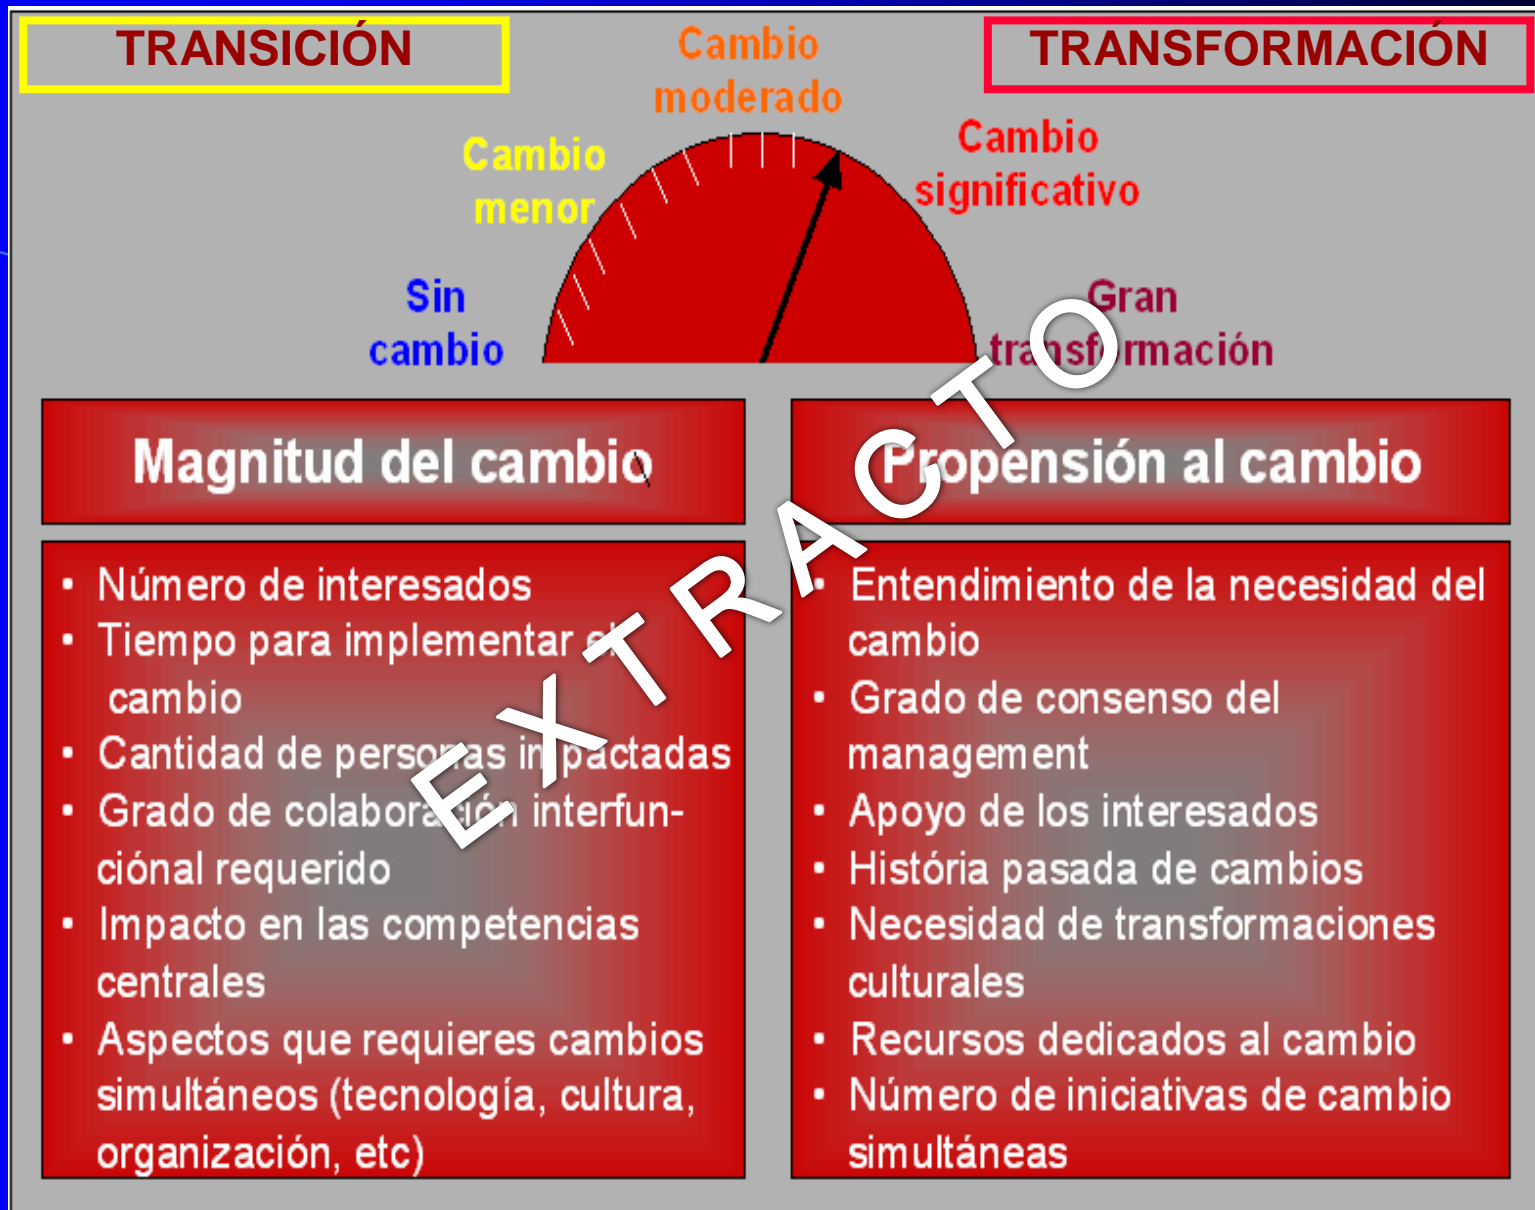 TRANSICIÓN
Cambio
moderado
TRANSFORMACIÓN
Cambio
menor
Cambio
significativo
Sin
cambio
Gran
transformación
Magnitud del cambio
Número de interesados
Tiempo para implementar el
cambio
Cantidad de personas impactadas
Grado de colaboración interfun-
ciónal requerido
Impacto en las competencias
centrales
Aspectos que requieres cambios
simultáneos (tecnología, cultura,
organización, etc)
Propensión al cambio
Entendimiento de la necesidad del
cambio
Grado de consenso del
management
Apoyo de los interesados
História pasada de cambios
Necesidad de transformaciones
culturales
Recursos dedicados al cambio
Número de iniciativas de cambio
simultáneas
EXTRACTO